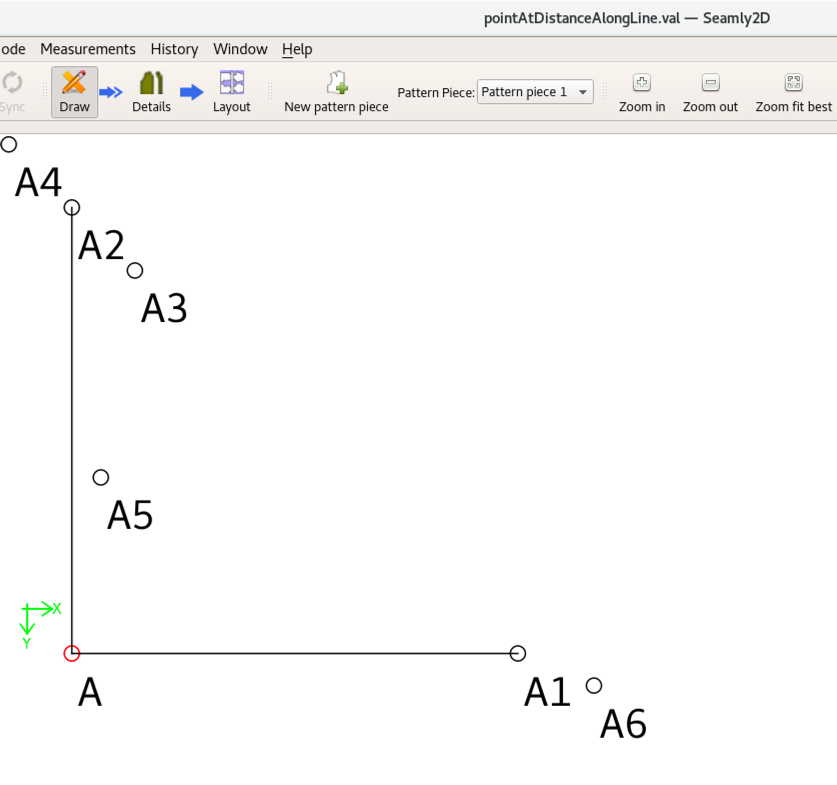 pointAtDistanceAlongLine.val — Seamly2D
ode Measurements History Window Help
Sync Draw Details Layout New pattern piece Pattern Piece: Pattern piece 1 Zoom in Zoom out Zoom fit best
A4
A2
A3
A5
X
Y
A
A1
A6